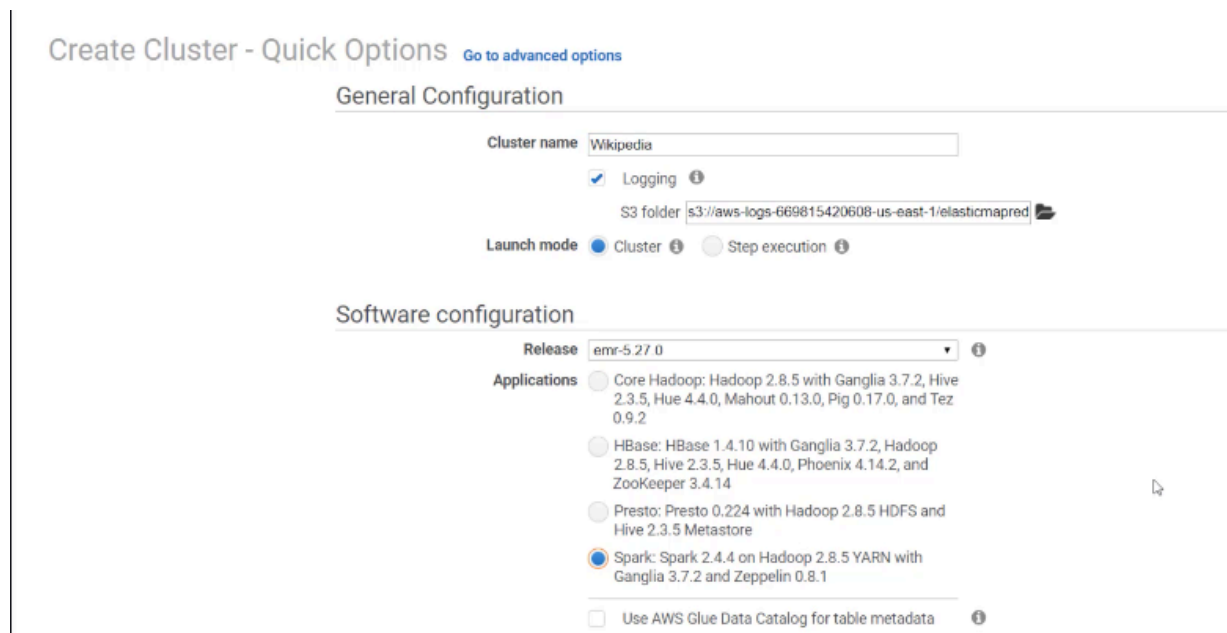 Create Cluster - Quick Options Go to advanced options
General Configuration
Cluster name Wikipedia
Logging
S3 folder s3://aws-logs-669815420608-us-east-1/elasticmapred
Launch mode Cluster Step execution
Software configuration
Release emr-5.27.0
Applications Core Hadoop: Hadoop 2.8.5 with Ganglia 3.7.2, Hive
2.3.5, Hue 4.4.0, Mahout 0.13.0, Pig 0.17.0, and Tez
0.9.2
HBase: HBase 1.4.10 with Ganglia 3.7.2, Hadoop
2.8.5, Hive 2.3.5, Hue 4.4.0, Phoenix 4.14.2, and
ZooKeeper 3.4.14
Presto: Presto 0.224 with Hadoop 2.8.5 HDFS and
Hive 2.3.5 Metastore
Spark: Spark 2.4.4 on Hadoop 2.8.5 YARN with
Ganglia 3.7.2 and Zeppelin 0.8.1
Use AWS Glue Data Catalog for table metadata